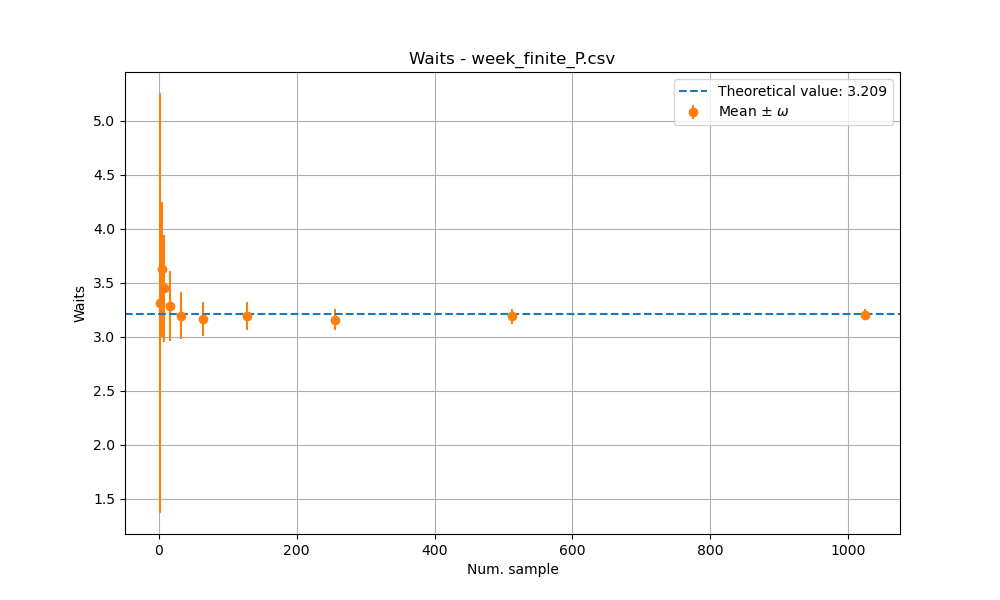 Waits - week_finite_P.csv
Theoretical value: 3.209
Mean ± ω
Waits
5.0
4.5
4.0
3.5
3.0
2.5
2.0
1.5
0 200 400 600 800 1000
Num. sample